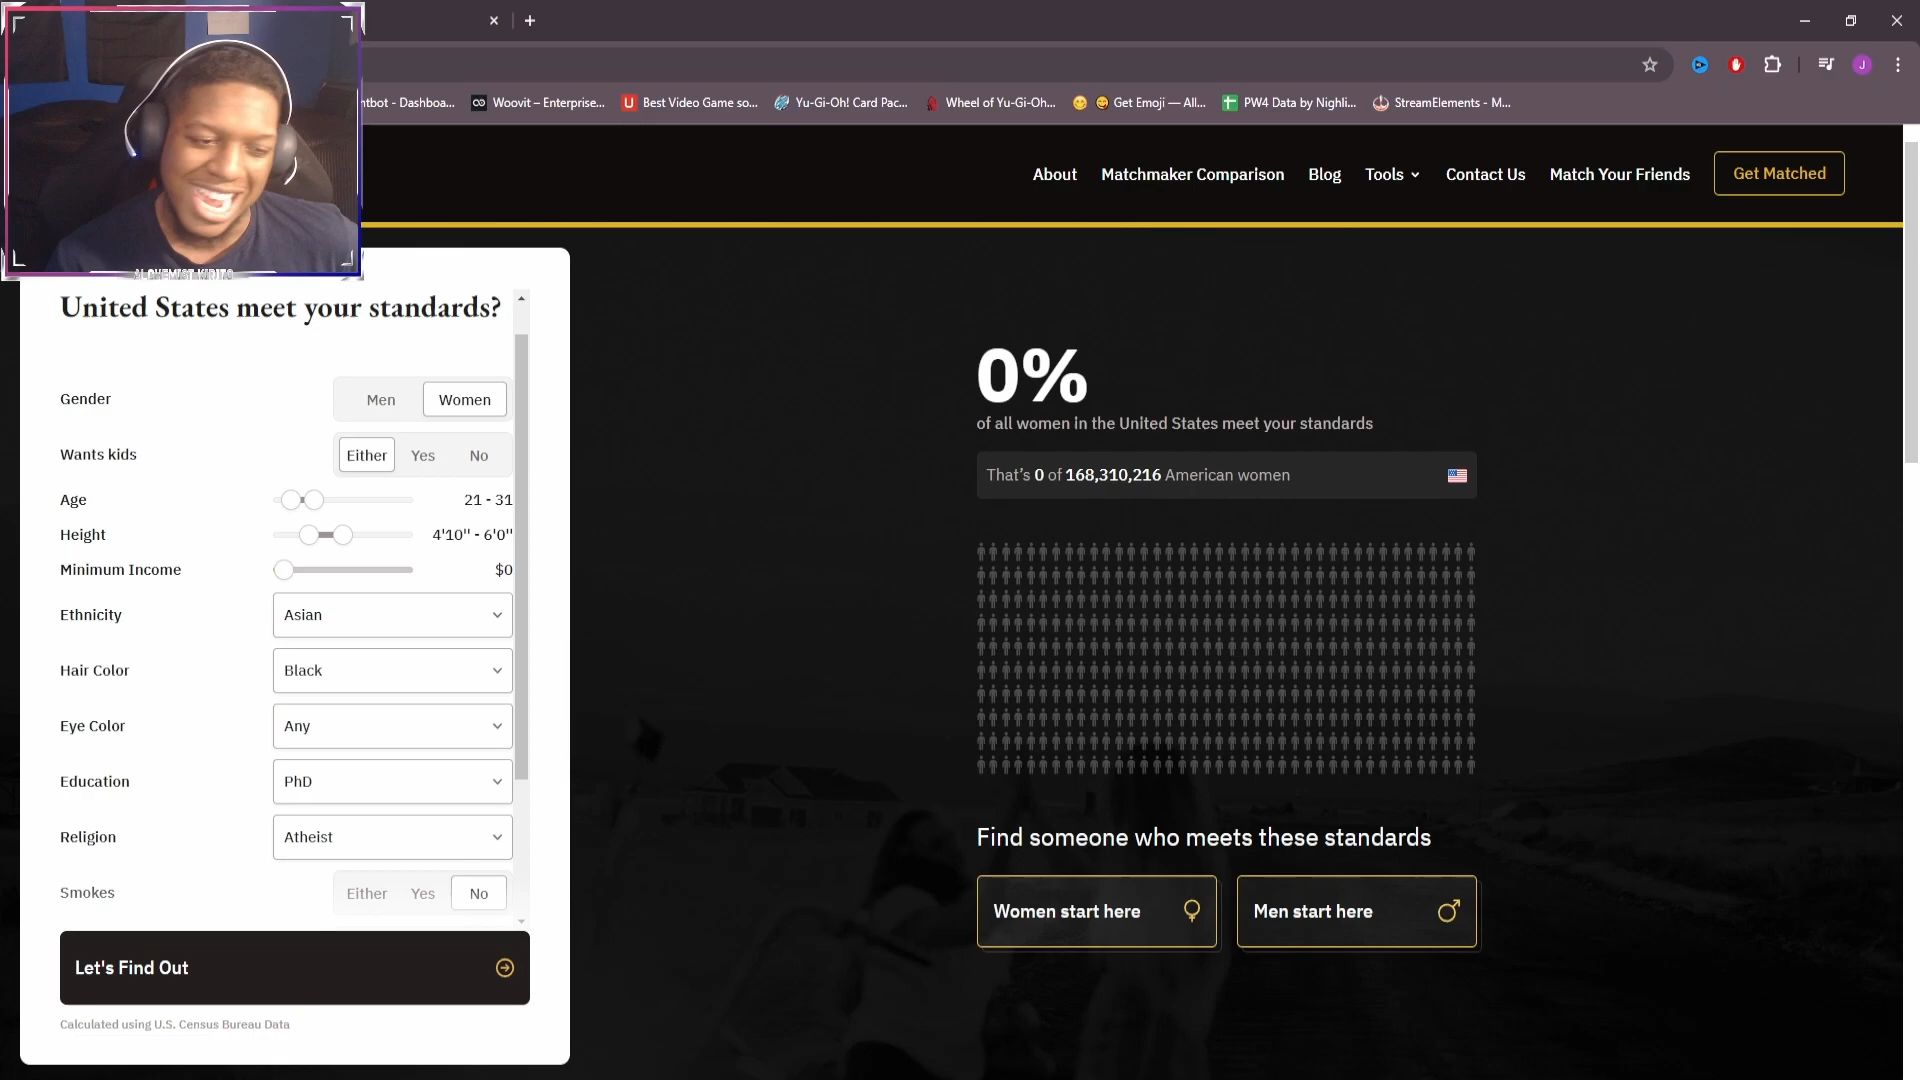 ntbot - Dashboa...
Woovit – Enterprise...
Best Video Game so...
Yu-Gi-Oh! Card Pac...
Wheel of Yu-Gi-Oh...
Get Emoji — All...
PW4 Data by Nighli...
StreamElements - M...
J
About
Matchmaker Comparison
Blog
Tools
Contact Us
Match Your Friends
Get Matched
ALCHEMIST KIRITO
United States meet your standards?
Gender
Men
Women
Wants kids
Either
Yes
No
Age
21 - 31
Height
4'10" - 6'0"
Minimum Income
$0
Ethnicity
Asian
Hair Color
Black
Eye Color
Any
Education
PhD
Religion
Atheist
Smokes
Either
Yes
No
Let's Find Out
Calculated using U.S. Census Bureau Data
0%
of all women in the United States meet your standards
That's 0 of 168,310,216 American women
Find someone who meets these standards
Women start here
Men start here